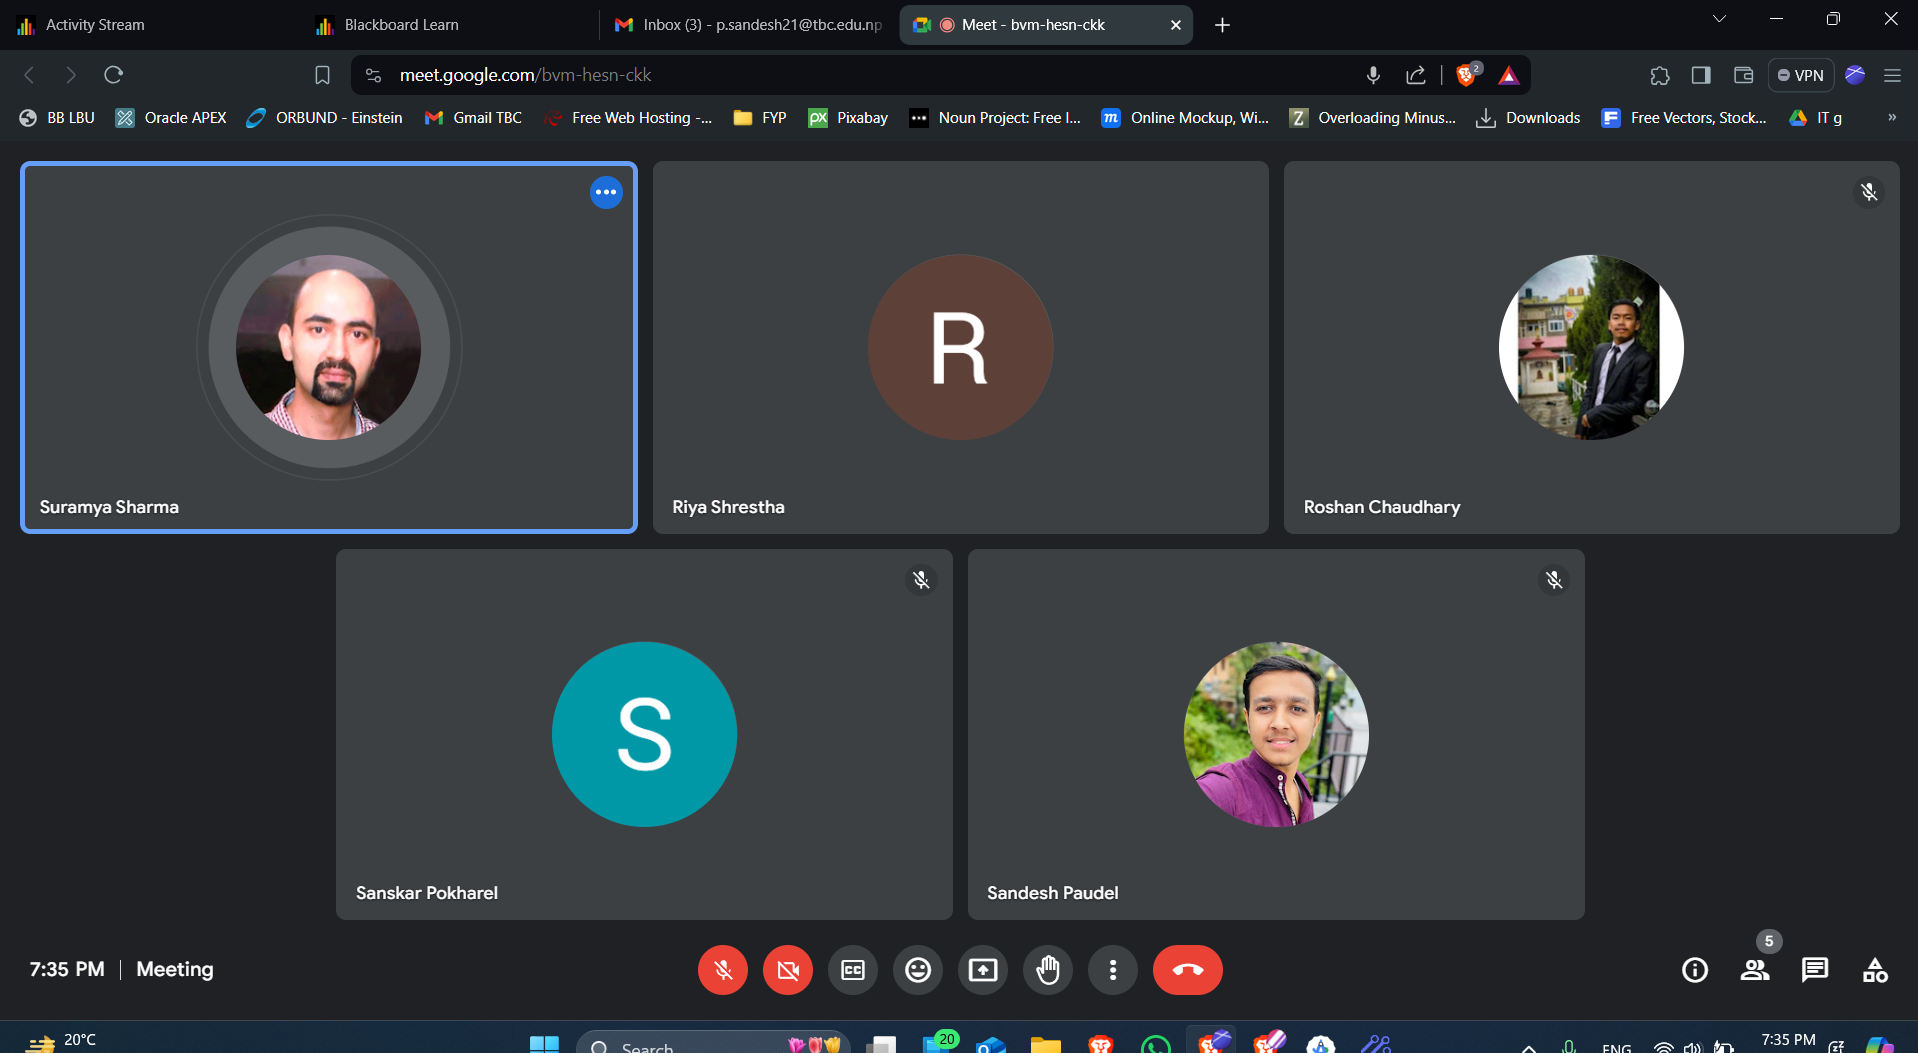 Activity Stream
Blackboard Learn
Inbox (3) - p.sandesh21@tbc.edu.np
Meet - bvm-hesn-ckk
meet.google.com/bvm-hesn-ckk
2
VPN
BB LBU
Oracle APEX
ORBUND - Einstein
Gmail TBC
Free Web Hosting -...
FYP
px
Pixabay
Noun Project: Free I...
m
Online Mockup, Wi...
Z
Overloading Minus...
Downloads
F
Free Vectors, Stock...
IT g
»
R
Suramya Sharma
Riya Shrestha
Roshan Chaudhary
S
Sanskar Pokharel
Sandesh Paudel
7:35 PM | Meeting
CC
5
20°C
Search
20
ENG
7:35 PM